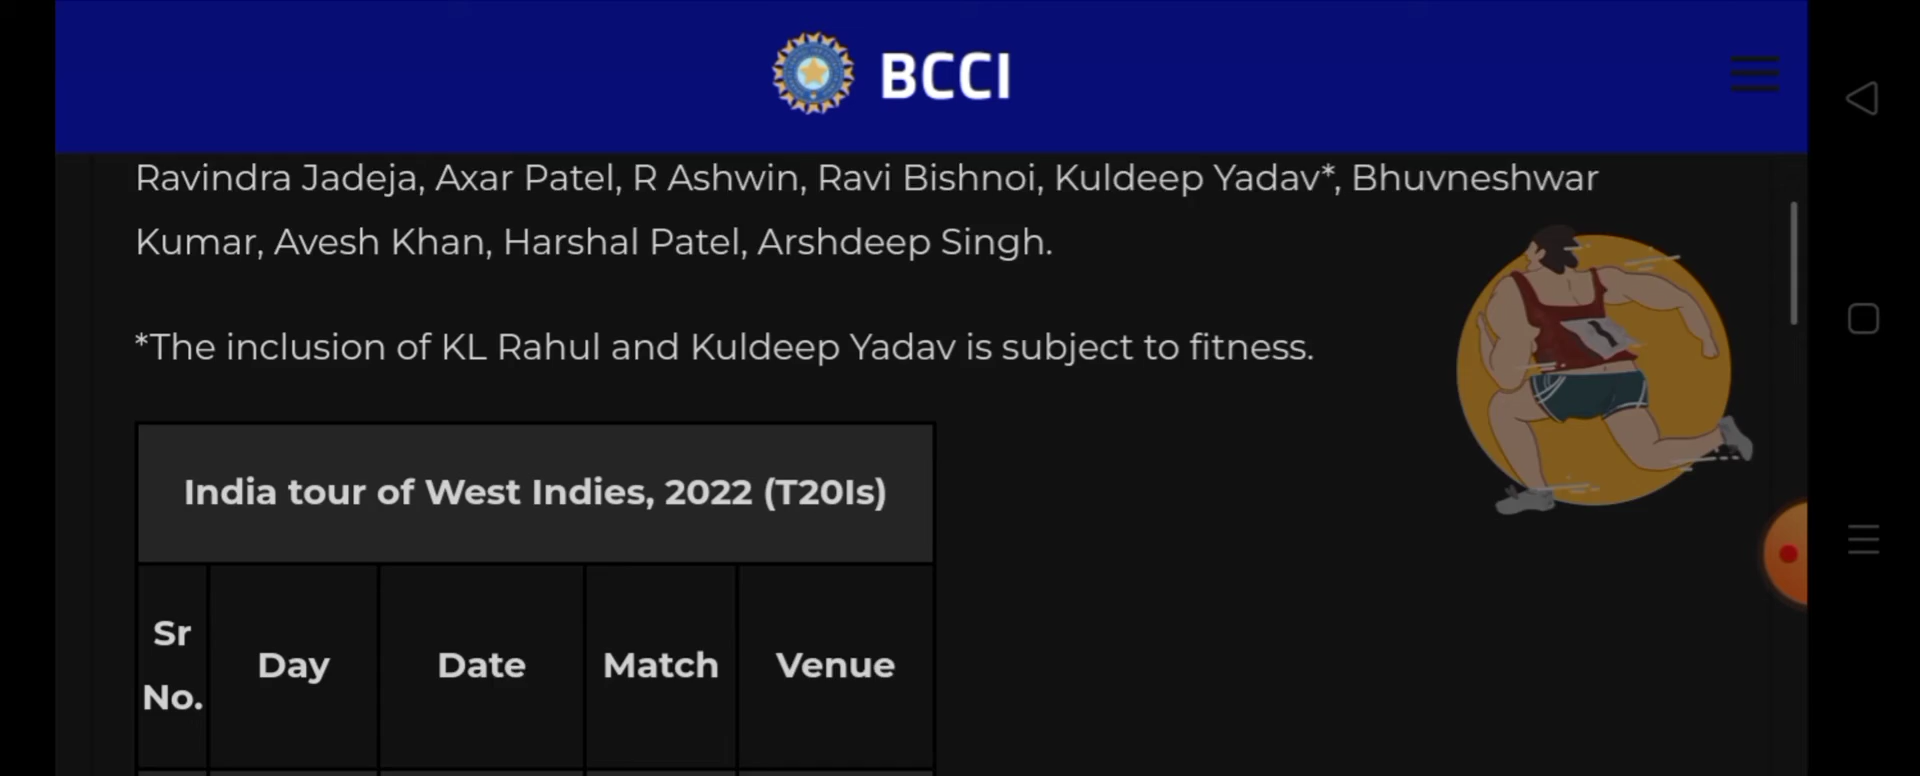 BCCI
Ravindra Jadeja, Axar Patel, R Ashwin, Ravi Bishnoi, Kuldeep Yadav*, Bhuvneshwar
Kumar, Avesh Khan, Harshal Patel, Arshdeep Singh.
*The inclusion of KL Rahul and Kuldeep Yadav is subject to fitness.
India tour of West Indies, 2022 (T20Is)
Sr
No.
Day
Date
Match
Venue